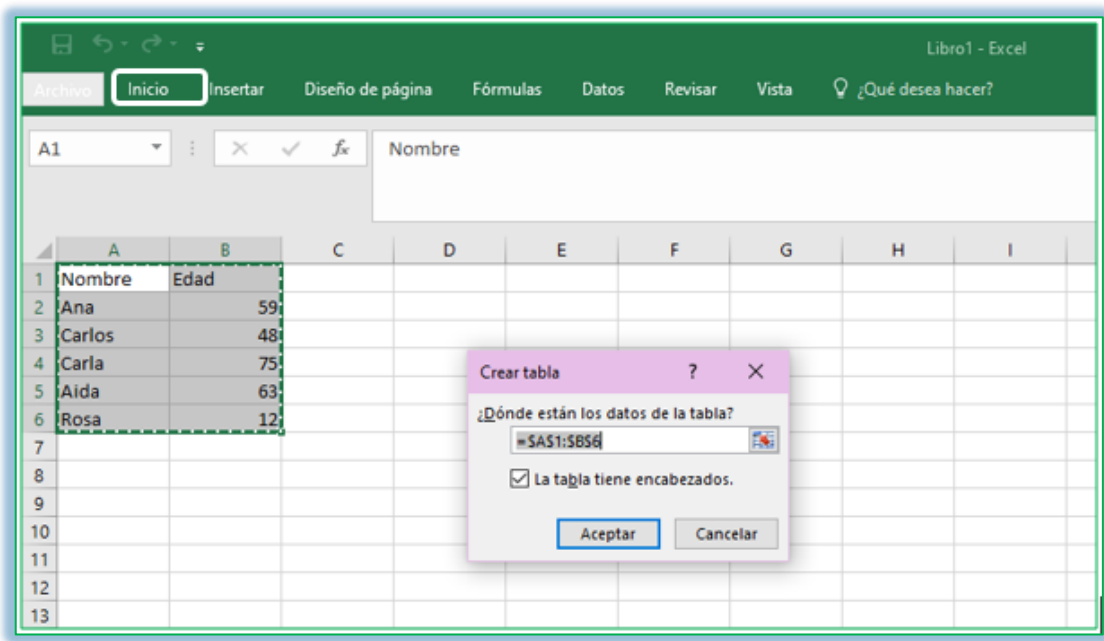 Libro1 - Excel
Archivo Inicio Insertar Diseño de página Fórmulas Datos Revisar Vista ¿Qué desea hacer?
A1 fx Nombre
A B C D E F G H I
1 Nombre Edad
2 Ana 59
3 Carlos 48
4 Carla 75
5 Aida 63
6 Rosa 12
7
8
9
10
11
12
13
Crear tabla ?
¿Dónde están los datos de la tabla?
=$A$1:$B$6
La tabla tiene encabezados.
Aceptar Cancelar